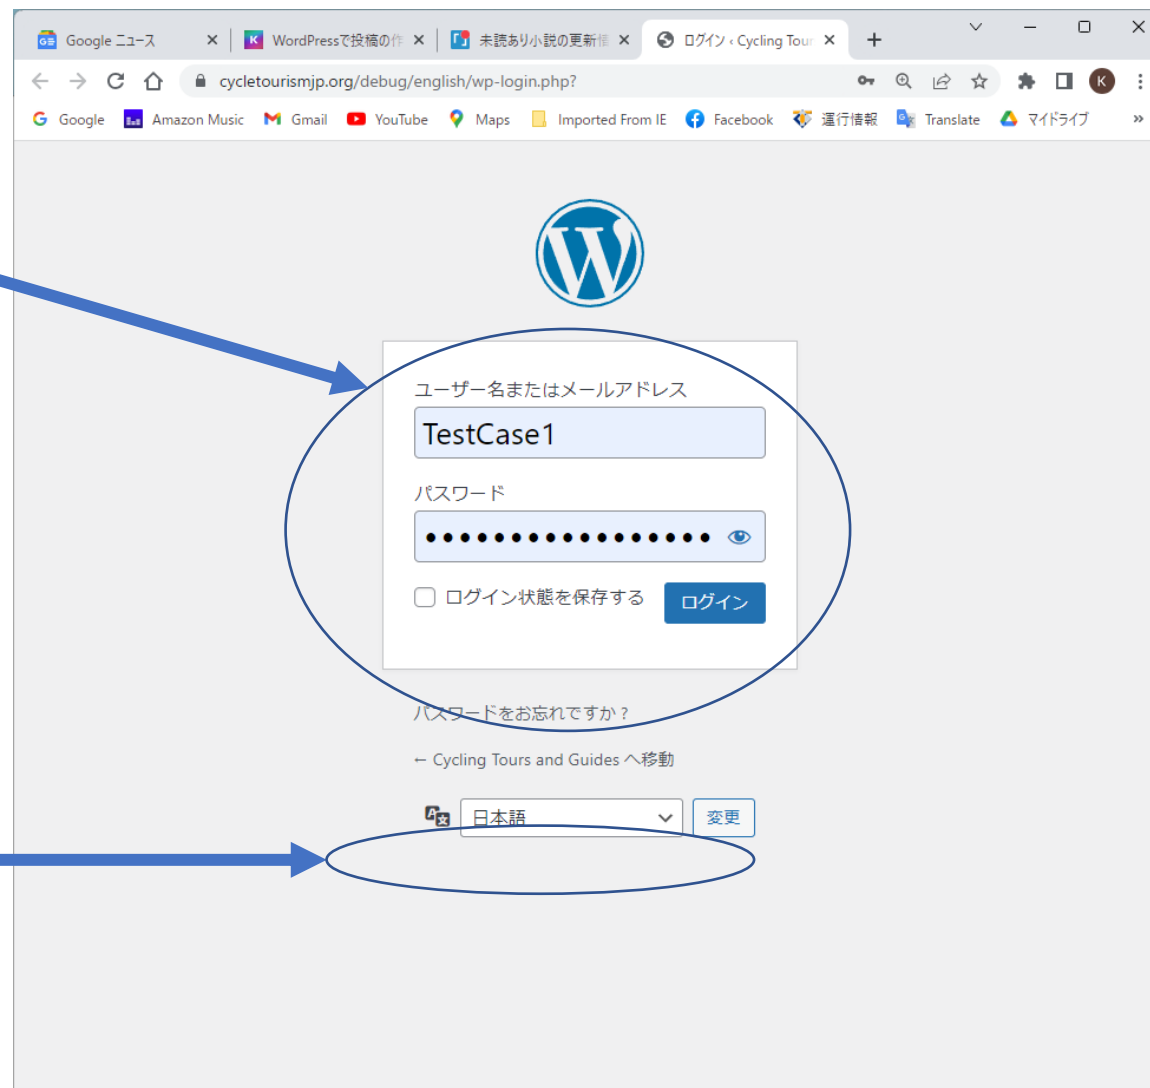 Google ニュース
WordPressで投稿の作
未読あり小説の更新情
ログイン ‹ Cycling Tour
cycletourismjp.org/debug/english/wp-login.php?
K
Google Amazon Music Gmail YouTube Maps Imported From IE Facebook 運行情報 Translate マイドライブ »
ユーザー名またはメールアドレス
TestCase1
パスワード
ログイン状態を保存する
ログイン
パスワードをお忘れですか ?
← Cycling Tours and Guides へ移動
日本語
変更